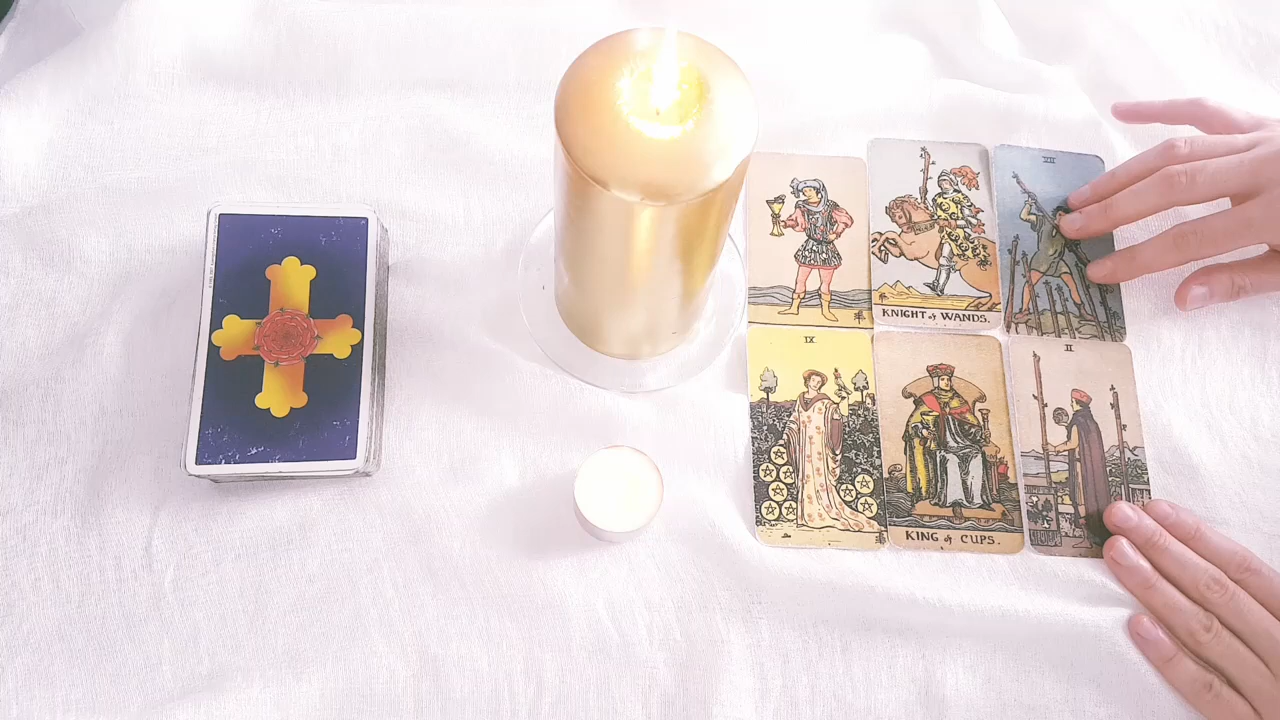 VII
KNIGHT of WANDS.
IX
II
KING of CUPS.